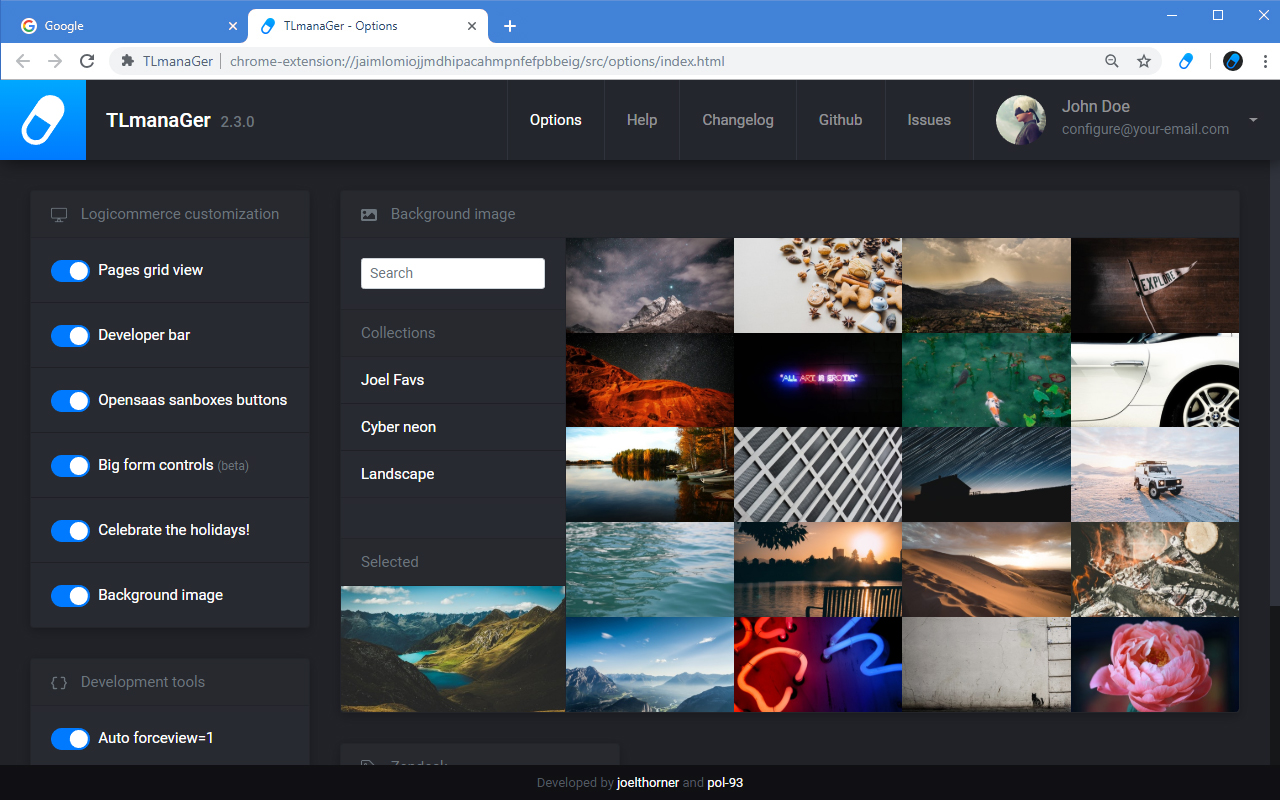 Google
TLmanaGer - Options
TLmanaGer
chrome-extension://jaimlomiojjmdhipacahmpnfefpbbeig/src/options/index.html
TLmanaGer 2.3.0
Options
Help
Changelog
Github
Issues
John Doe
configure@your-email.com
Logicommerce customization
Pages grid view
Developer bar
Opensaas sanboxes buttons
Big form controls (beta)
Celebrate the holidays!
Background image
Development tools
Auto forceview=1
Background image
Search
Collections
Joel Favs
Cyber neon
Landscape
Selected
EXPLORE
"ALL ART IS EROTIC"
Zendesk
Developed by joelthorner and pol-93